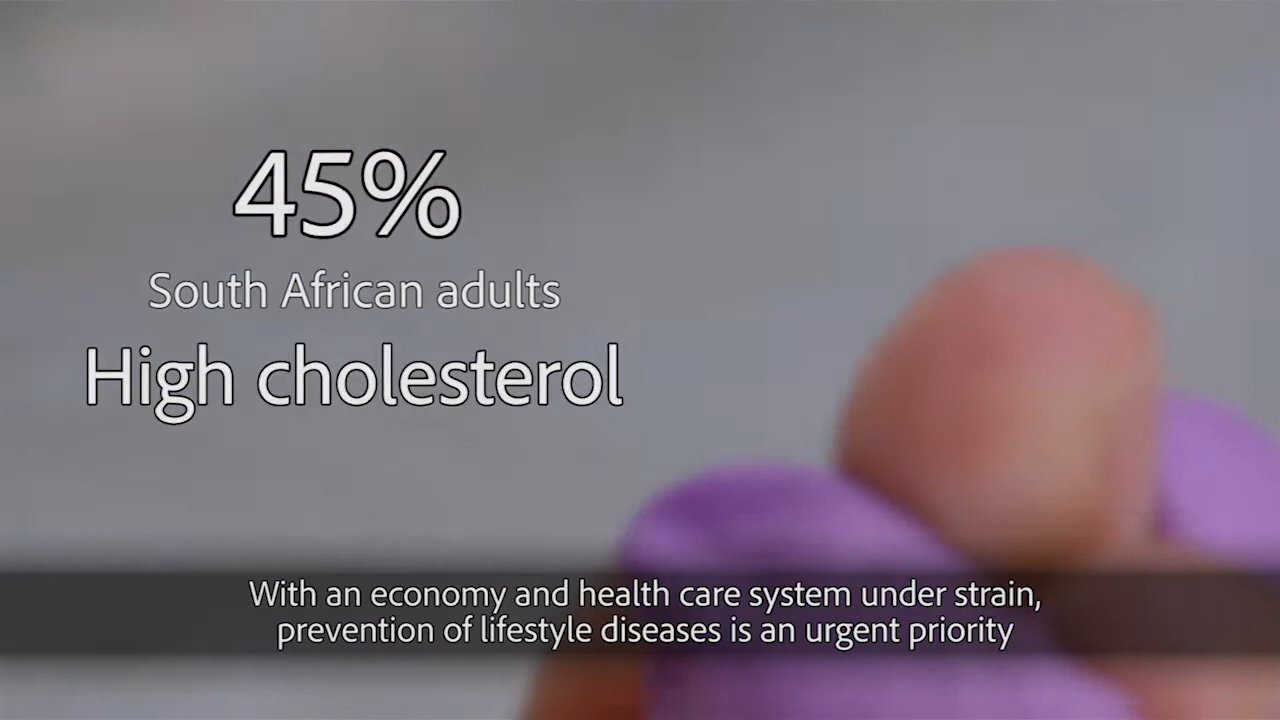 45%
South African adults
High cholesterol
With an economy and health care system under strain,
prevention of lifestyle diseases is an urgent priority